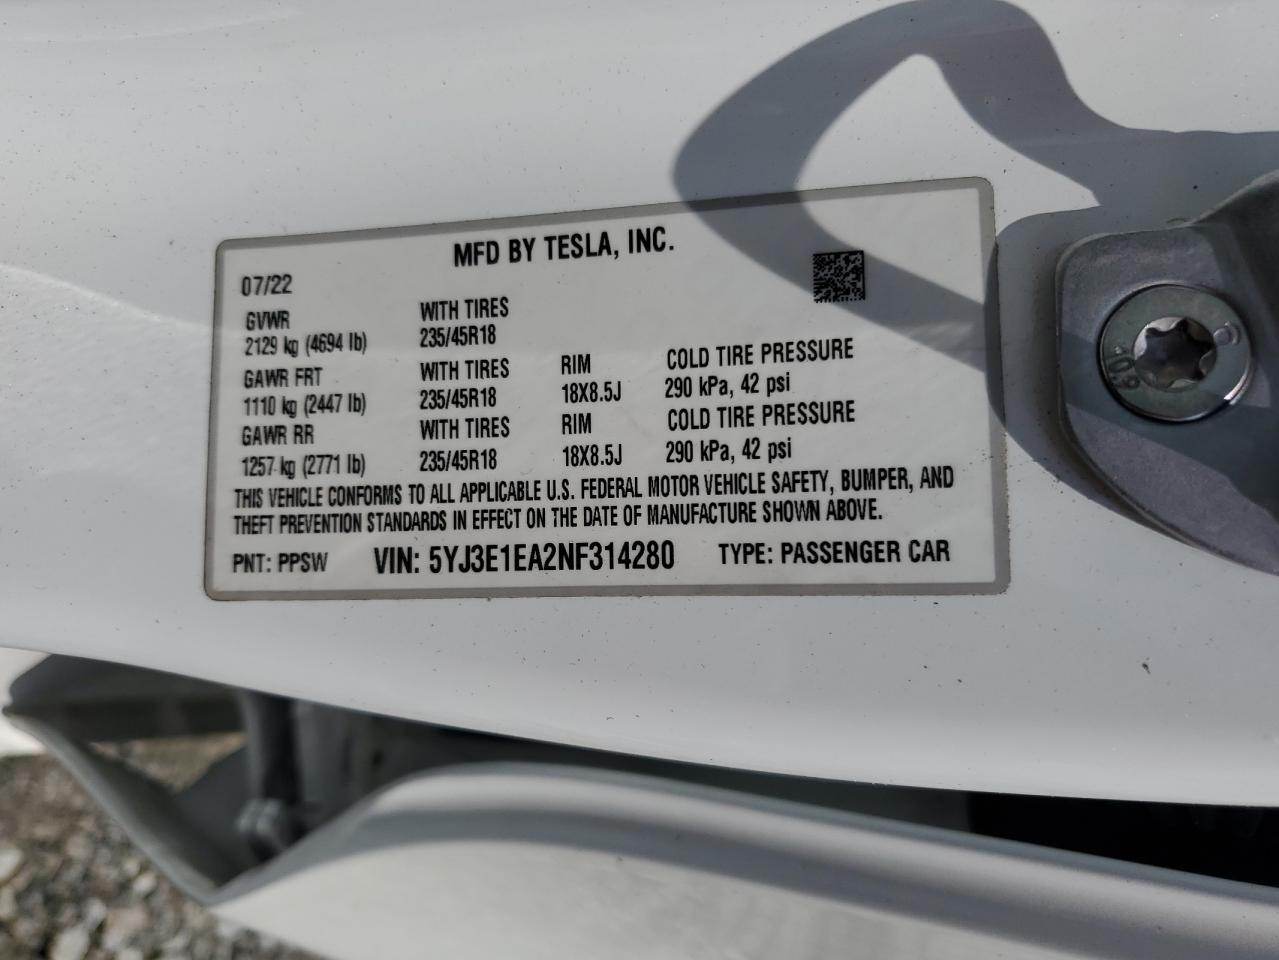 MFD BY TESLA, INC.
07/22
GVWR WITH TIRES
2129 kg (4694 lb) 235/45R18
GAWR FRT WITH TIRES RIM COLD TIRE PRESSURE
1110 kg (2447 lb) 235/45R18 18X8.5J 290 kPa, 42 psi
GAWR RR WITH TIRES RIM COLD TIRE PRESSURE
1257 kg (2771 lb) 235/45R18 18X8.5J 290 kPa, 42 psi
THIS VEHICLE CONFORMS TO ALL APPLICABLE U.S. FEDERAL MOTOR VEHICLE SAFETY, BUMPER, AND
THEFT PREVENTION STANDARDS IN EFFECT ON THE DATE OF MANUFACTURE SHOWN ABOVE.
PNT: PPSW VIN: 5YJ3E1EA2NF314280 TYPE: PASSENGER CAR
10.9